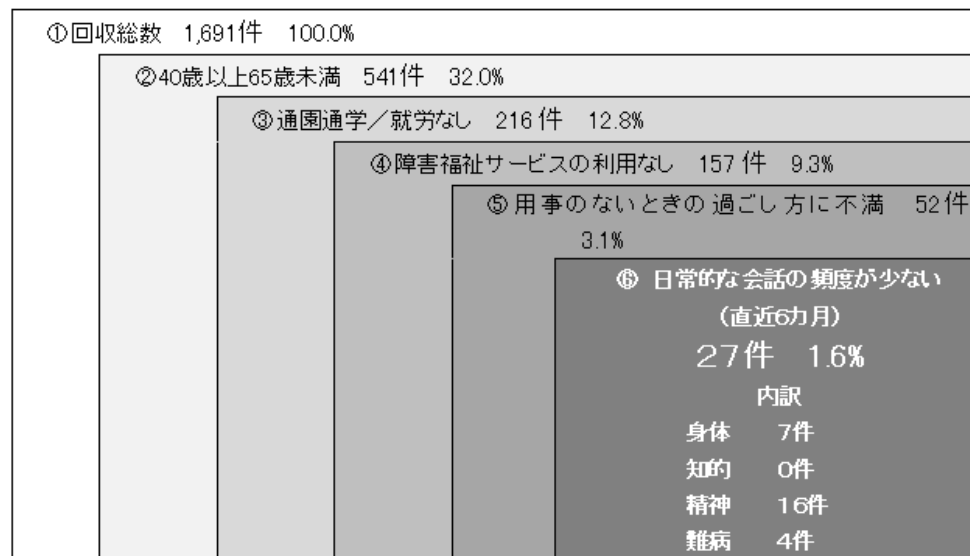 ①回収総数 1,691件 100.0%
②40歳以上65歳未満 541件 32.0%
③通園通学／就労なし 216件 12.8%
④障害福祉サービスの利用なし 157件 9.3%
⑤用事のないときの過ごし方に不満 52件
3.1%
⑥ 日常的な会話の頻度が少ない
（直近6カ月）
27件 1.6%
内訳
身体 7件
知的 0件
精神 16件
難病 4件